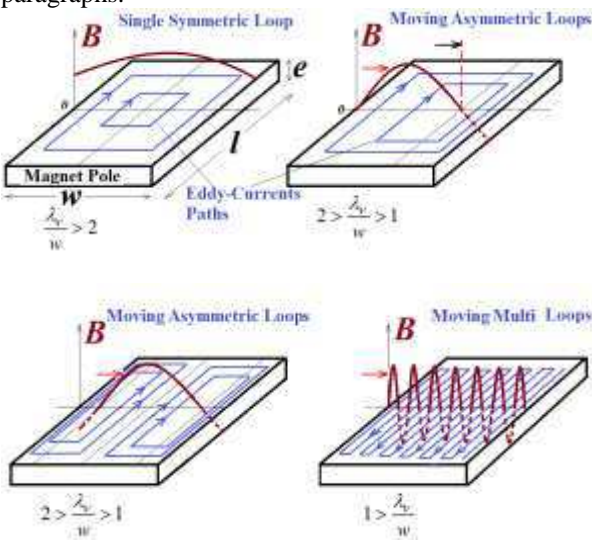 paragraphs.
Single Symmetric Loop
Moving Asymmetric Loops
B
B
e
o
o
l
Magnet Pole
w
Eddy-Currents
Paths
λᵥ/w > 2
2 > λᵥ/w > 1
Moving Asymmetric Loops
Moving Multi Loops
B
B
2 > λᵥ/w > 1
1 > λᵥ/w